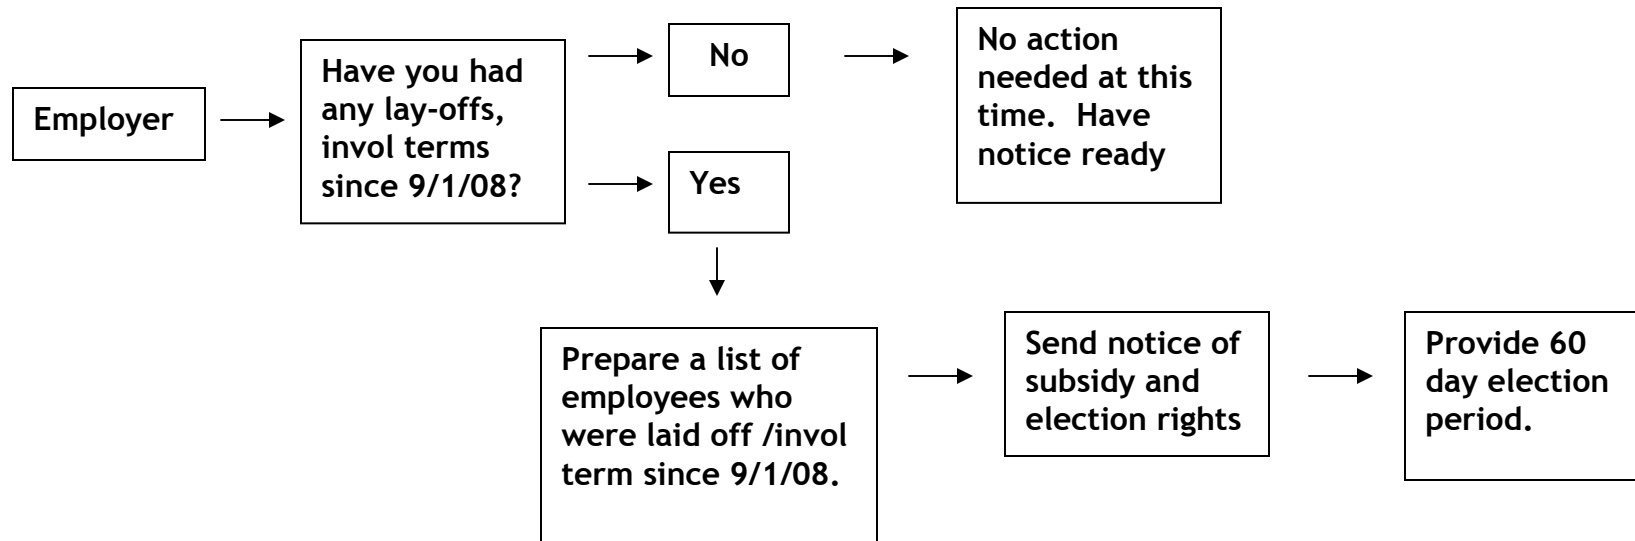 Employer
Have you had
any lay-offs,
invol terms
since 9/1/08?
No
No action
needed at this
time.  Have
notice ready
Yes
Prepare a list of
employees who
were laid off /invol
term since 9/1/08.
Send notice of
subsidy and
election rights
Provide 60
day election
period.